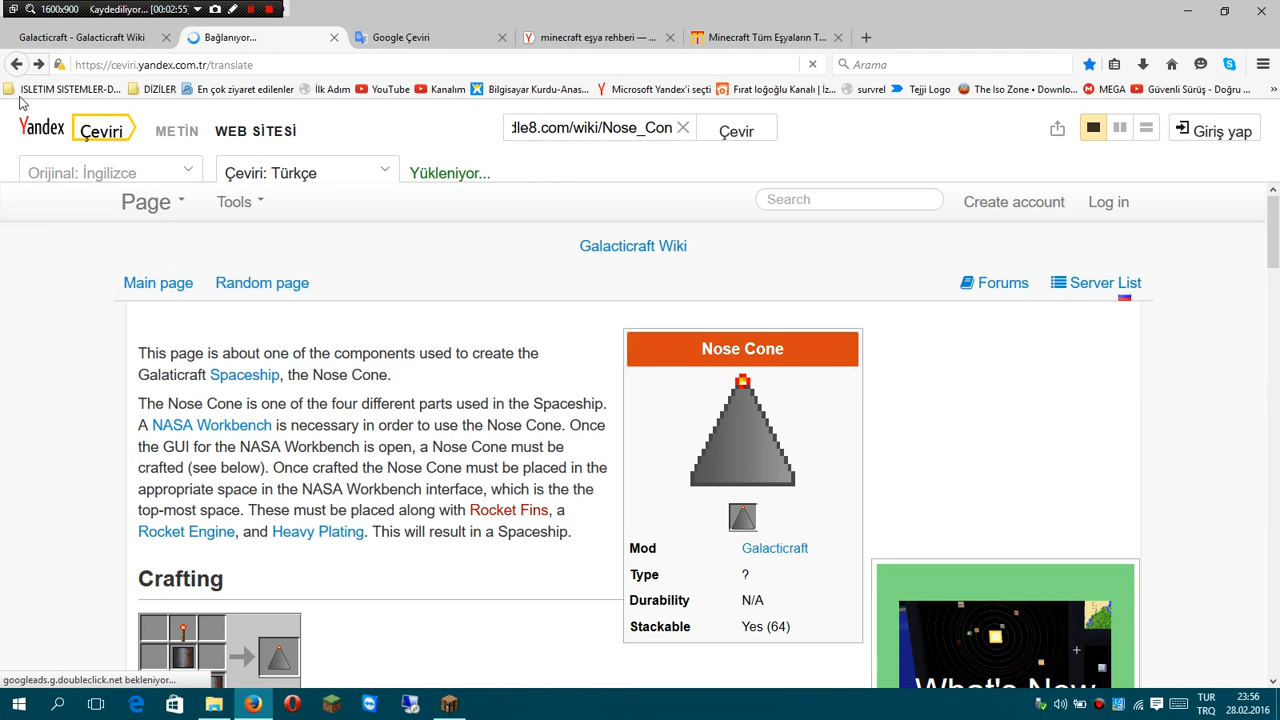 1600x900 Kaydediliyor... [00:02:55]
Galacticraft - Galacticraft Wiki
Bağlanıyor...
Google Çeviri
minecraft eşya rehberi —...
Minecraft Tüm Eşyaların T...
https://ceviri.yandex.com.tr/translate
Arama
ISLETIM SISTEMLER-D...
DİZİLER
En çok ziyaret edilenler
İlk Adım
YouTube
Kanalım
Bilgisayar Kurdu-Anas...
Microsoft Yazek'i seçti
Fırat loğoğlu Kanalı | İz...
survrel
Tejji Logo
The Iso Zone • Downlo...
MEGA
Güvenli Sürüş - Doğru ...
Yandex Çeviri METİN WEB SİTESİ
dle8.com/wiki/Nose_Con
Çevir
Giriş yap
Orijinal: İngilizce
Çeviri: Türkçe
Yükleniyor...
Page
Tools
Search
Create account
Log in
Galacticraft Wiki
Main page
Random page
Forums
Server List
This page is about one of the components used to create the
Galaticraft Spaceship, the Nose Cone.
The Nose Cone is one of the four different parts used in the Spaceship.
A NASA Workbench is necessary in order to use the Nose Cone. Once
the GUI for the NASA Workbench is open, a Nose Cone must be
crafted (see below). Once crafted the Nose Cone must be placed in the
appropriate space in the NASA Workbench interface, which is the the
top-most space. These must be placed along with Rocket Fins, a
Rocket Engine, and Heavy Plating. This will result in a Spaceship.
Crafting
Nose Cone
Mod Galacticraft
Type ?
Durability N/A
Stackable Yes (64)
What's New
googleads.g.doubleclick.net bekleniyor...
TUR
TRQ
23:56
28.02.2016